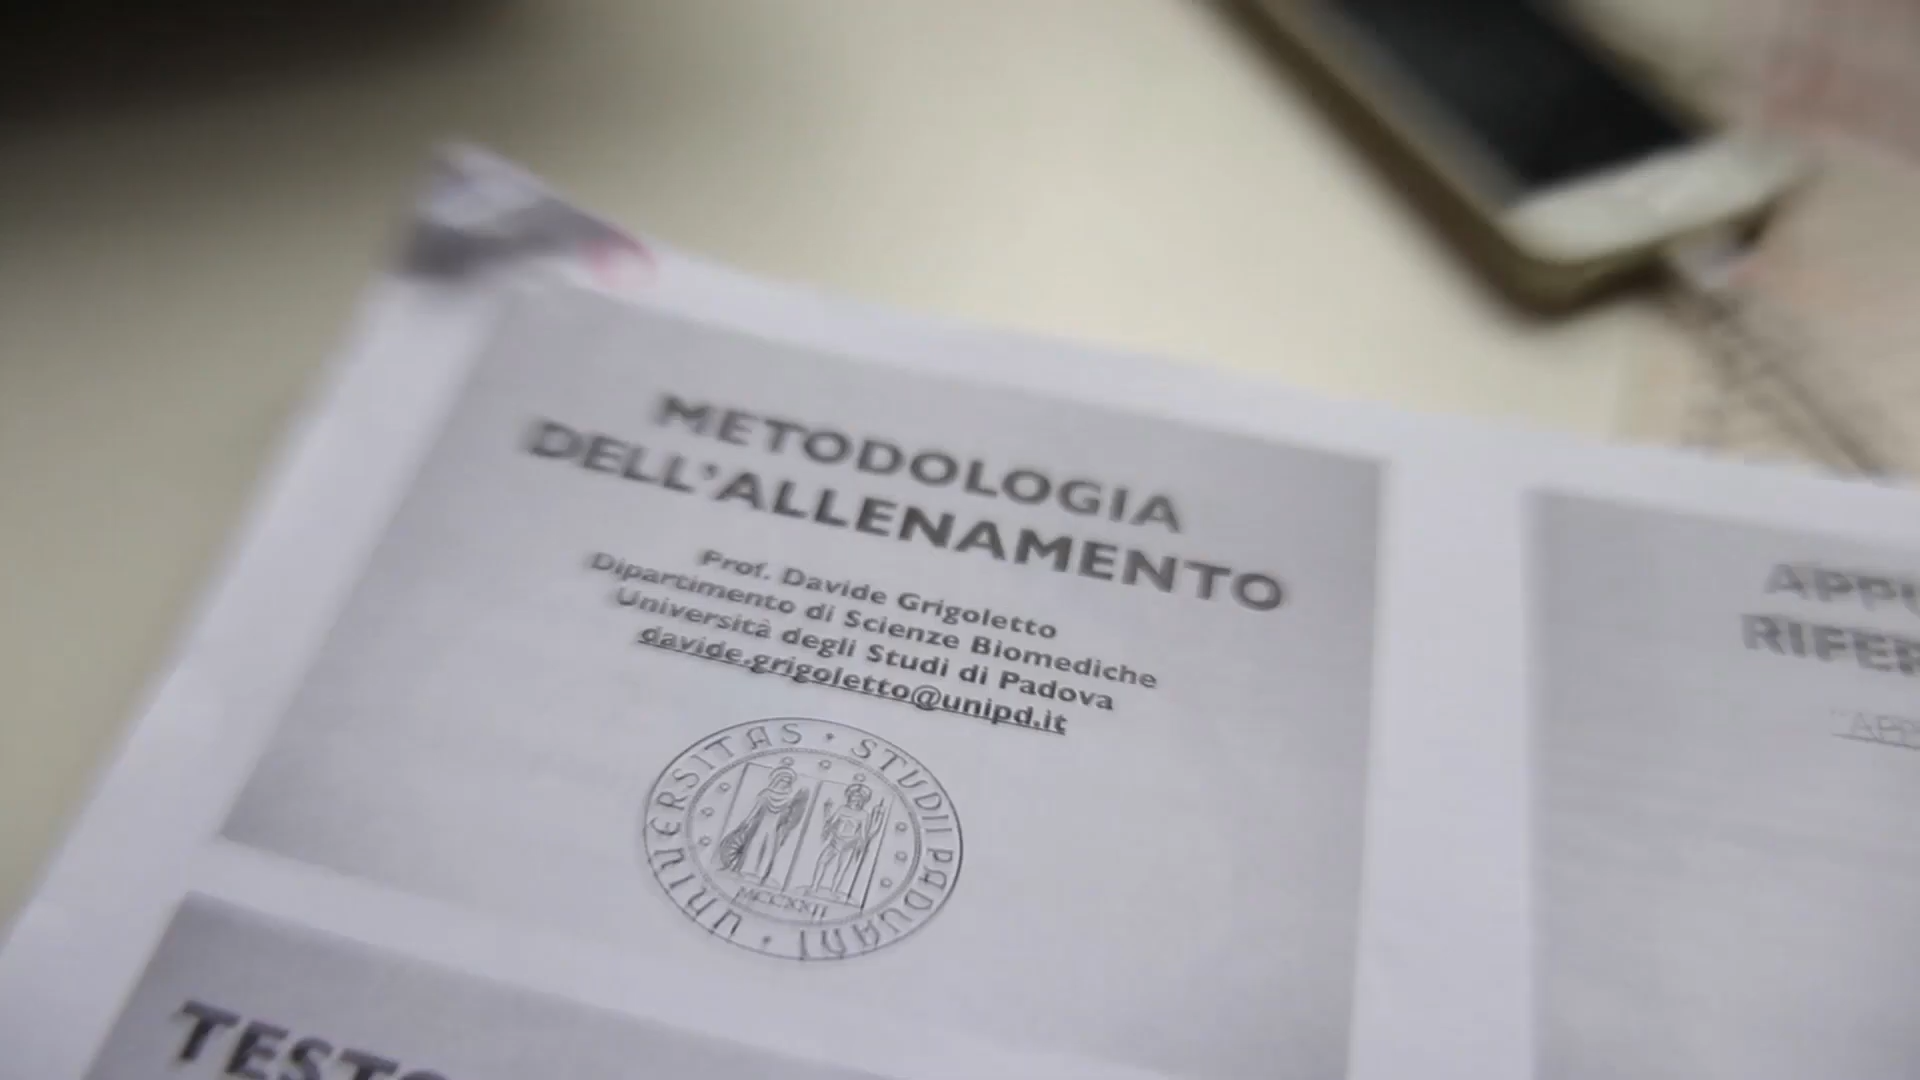 METODOLOGIA
DELL'ALLENAMENTO
Prof. Davide Grigoletto
Dipartimento di Scienze Biomediche
Università degli Studi di Padova
davide.grigoletto@unipd.it
UNIVERSITAS · STUDII PADUANI ·
MCCXXII